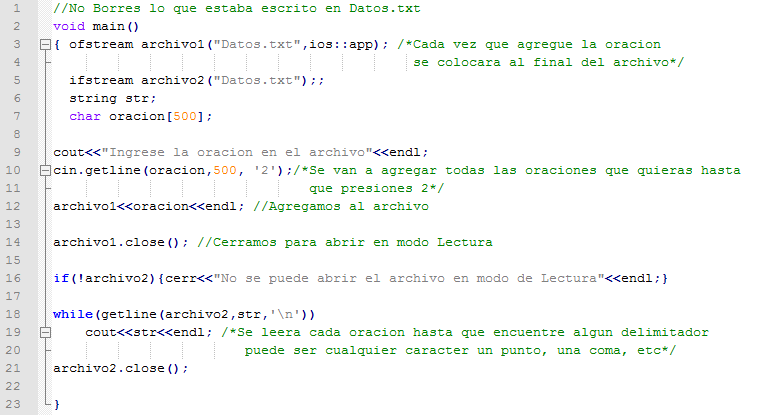 1 //No Borres lo que estaba escrito en Datos.txt
2 void main()
3 { ofstream archivo1("Datos.txt",ios::app); /*Cada vez que agregue la oracion
4 se colocara al final del archivo*/
5 ifstream archivo2("Datos.txt");;
6 string str;
7 char oracion[500];
8
9 cout<<"Ingrese la oracion en el archivo"<<endl;
10 cin.getline(oracion,500, '2');/*Se van a agregar todas las oraciones que quieras hasta
11 que presiones 2*/
12 archivo1<<oracion<<endl; //Agregamos al archivo
13
14 archivo1.close(); //Cerramos para abrir en modo Lectura
15
16 if(!archivo2){cerr<<"No se puede abrir el archivo en modo de Lectura"<<endl;}
17
18 while(getline(archivo2,str,'\n'))
19 cout<<str<<endl; /*Se leera cada oracion hasta que encuentre algun delimitador
20 puede ser cualquier caracter un punto, una coma, etc*/
21 archivo2.close();
22
23 }